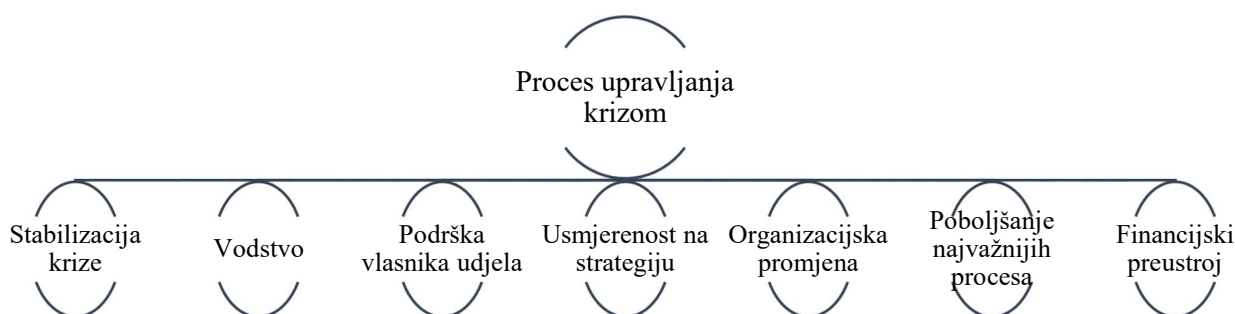 Proces upravljanja
krizom
Stabilizacija
krize
Vodstvo
Podrška
vlasnika udjela
Usmjerenost na
strategiju
Organizacijska
promjena
Poboljšanje
najvažnijih
procesa
Financijski
preustroj